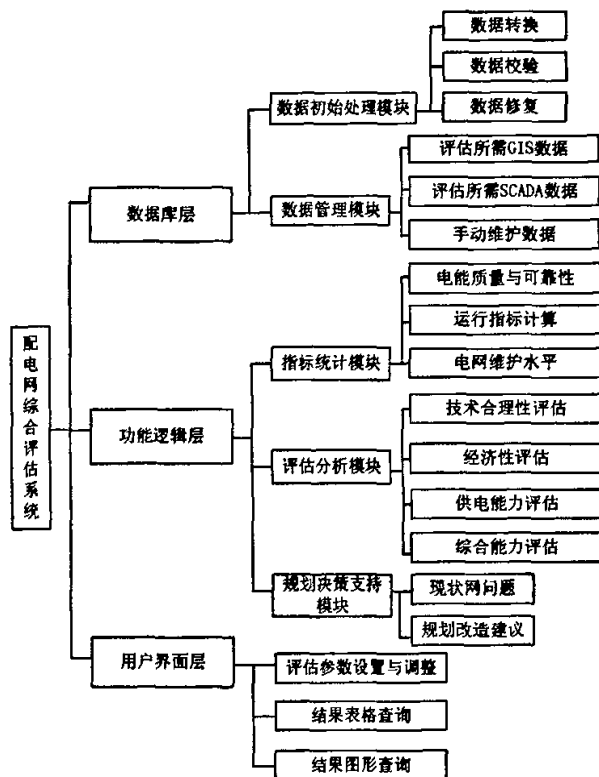 配电网综合评估系统
数据库层
数据初始处理模块
数据转换
数据校验
数据修复
数据管理模块
评估所需GIS数据
评估所需SCADA数据
手动维护数据
功能逻辑层
指标统计模块
电能质量与可靠性
运行指标计算
电网维护水平
评估分析模块
技术合理性评估
经济性评估
供电能力评估
综合能力评估
规划决策支持
模块
现状网问题
规划改造建议
用户界面层
评估参数设置与调整
结果表格查询
结果图形查询